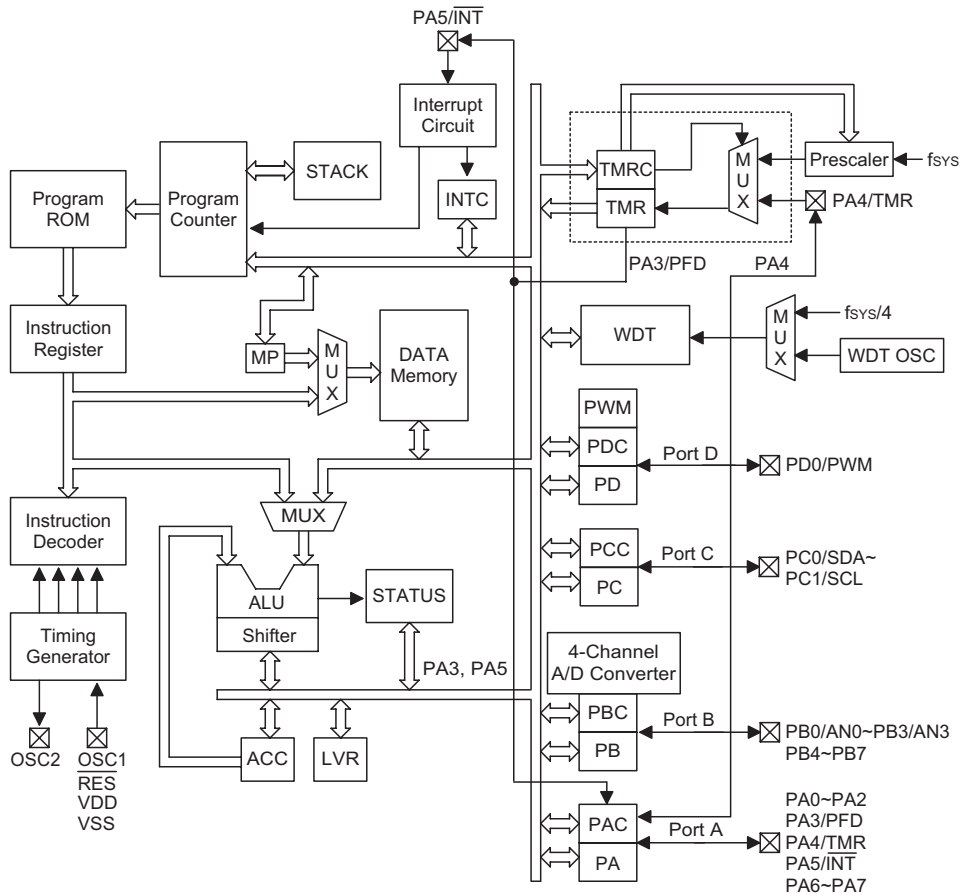 PA5/INT
Interrupt
Circuit
STACK
Program
ROM
Program
Counter
INTC
TMRC
TMR
M
U
X
Prescaler
fSYS
PA4/TMR
PA3/PFD
PA4
Instruction
Register
MP
M
U
X
DATA
Memory
WDT
M
U
X
fSYS/4
WDT OSC
PWM
PDC
PD
Port D
PD0/PWM
Instruction
Decoder
MUX
ALU
Shifter
STATUS
PCC
PC
Port C
PC0/SDA~
PC1/SCL
Timing
Generator
PA3, PA5
4-Channel
A/D Converter
PBC
PB
Port B
PB0/AN0~PB3/AN3
PB4~PB7
OSC2
OSC1
RES
VDD
VSS
ACC
LVR
PAC
PA
Port A
PA0~PA2
PA3/PFD
PA4/TMR
PA5/INT
PA6~PA7